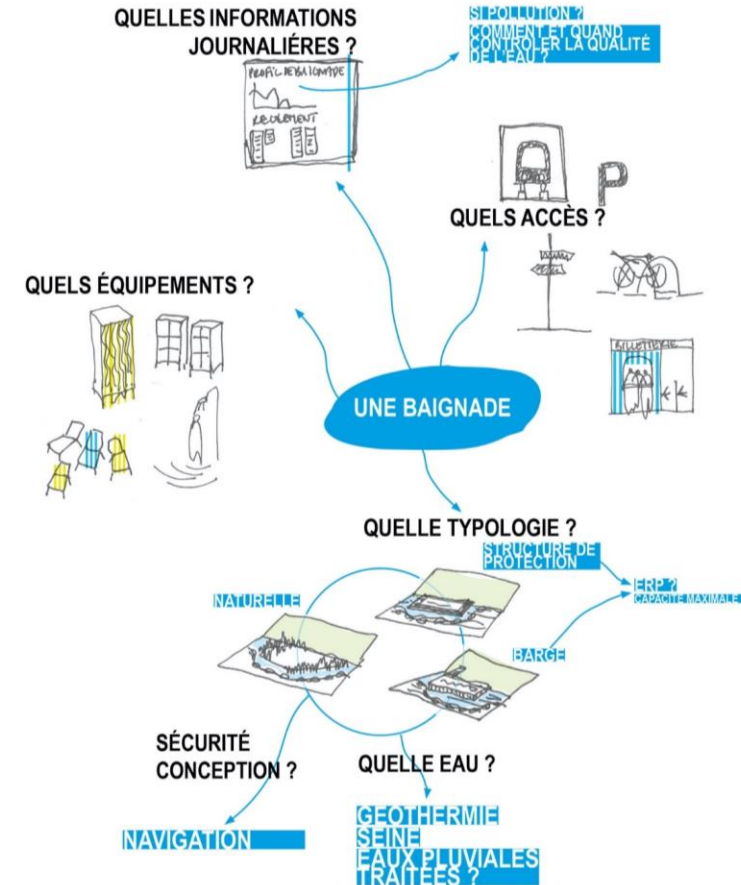 QUELLES INFORMATIONS
JOURNALIÉRES ?
SI POLLUTION ?
COMMENT ET QUAND
CONTROLER LA QUALITÉ
DE L'EAU ?
PROFIL DE BAIGNADE
REGLEMENT
P
QUELS ACCÈS ?
QUELS ÉQUIPEMENTS ?
BILLETTERIE
UNE BAIGNADE
QUELLE TYPOLOGIE ?
STRUCTURE DE
PROTECTION
NATURELLE
ERP ?
CAPACITÉ MAXIMALE
BARGE
SÉCURITÉ
CONCEPTION ?
QUELLE EAU ?
NAVIGATION
GEOTHERMIE
SEINE
EAUX PLUVIALES
TRAITÉES ?